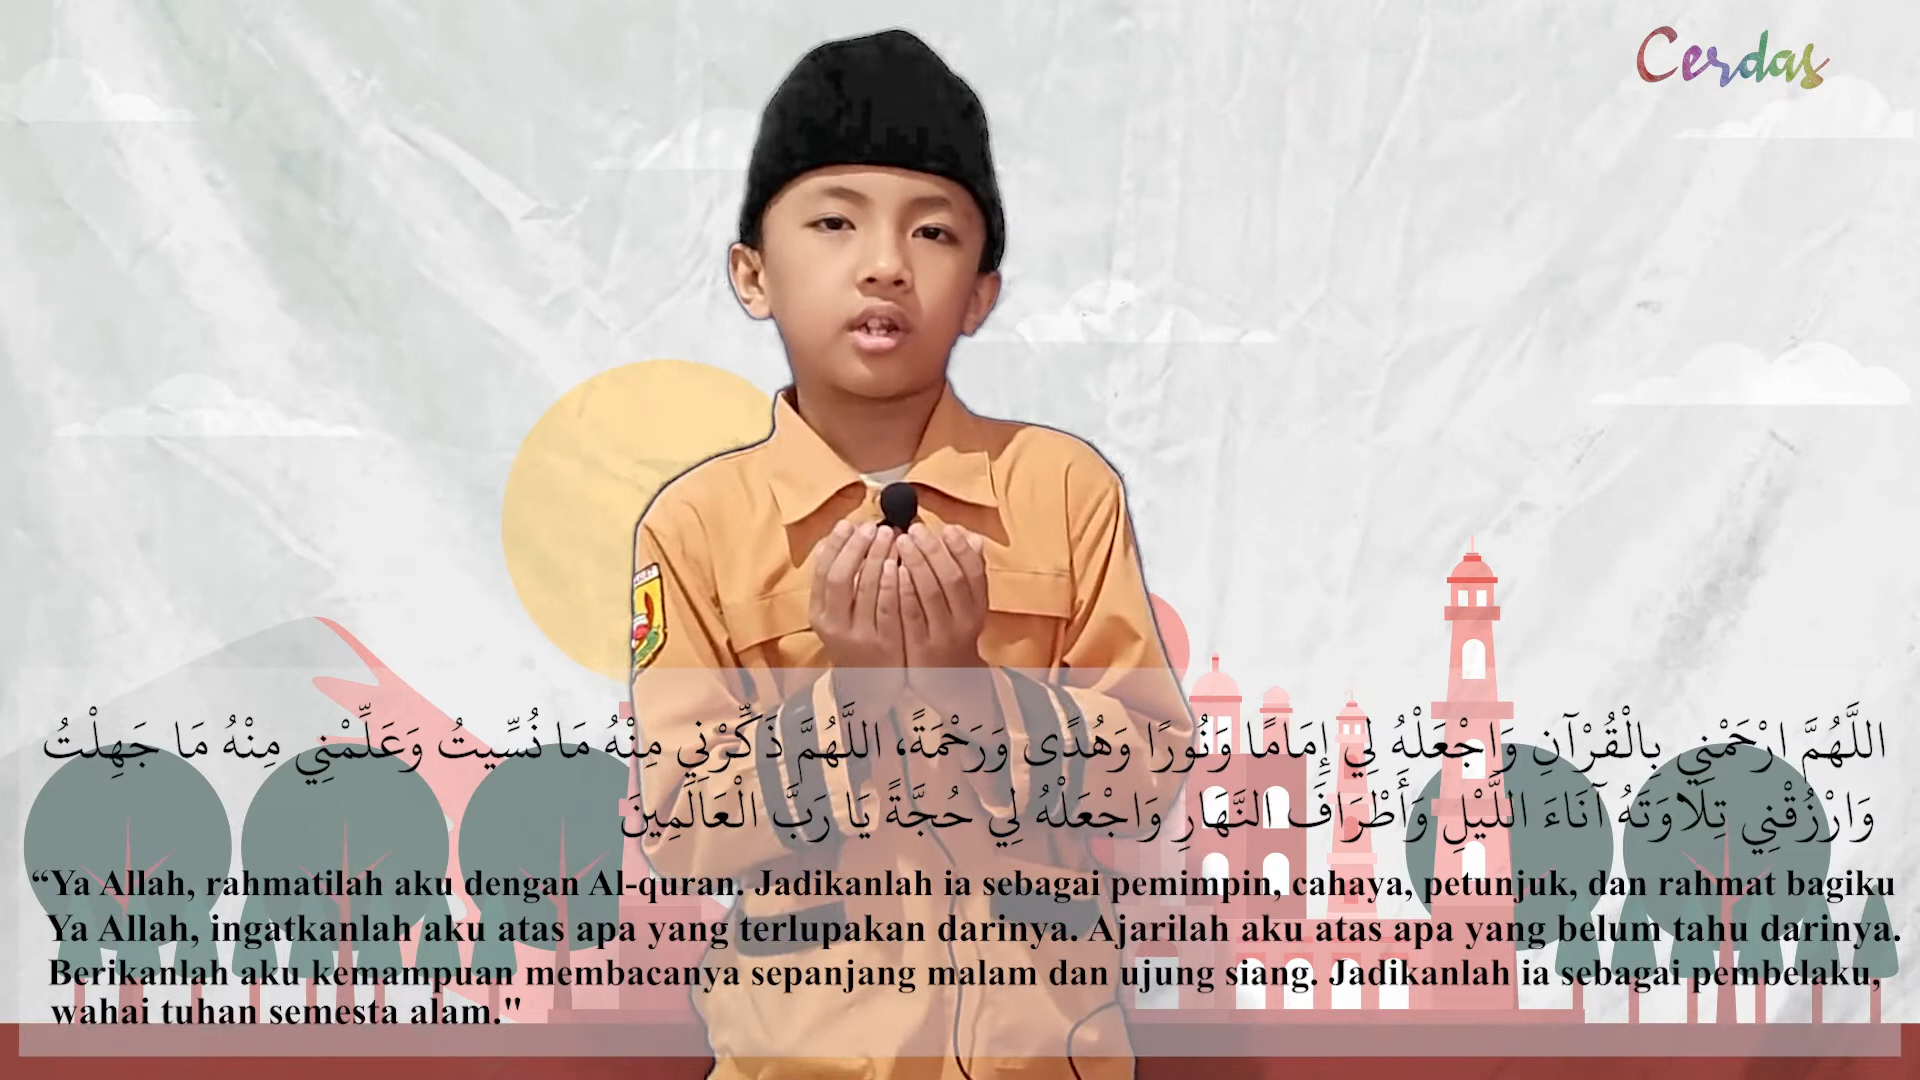 Cerdas
اللَّهُمَّ ارْحَمْنِي بِالْقُرْآنِ وَاجْعَلْهُ لِي إِمَامًا وَنُورًا وَهُدًى وَرَحْمَةً، اللَّهُمَّ ذَكِّرْنِي مِنْهُ مَا نُسِّيتُ وَعَلِّمْنِي مِنْهُ مَا جَهِلْتُ
وَارْزُقْنِي تِلَاوَتَهُ آنَاءَ اللَّيْلِ وَأَطْرَافَ النَّهَارِ وَاجْعَلْهُ لِي حُجَّةً يَا رَبَّ الْعَالَمِينَ
“Ya Allah, rahmatilah aku dengan Al-quran. Jadikanlah ia sebagai pemimpin, cahaya, petunjuk, dan rahmat bagiku
Ya Allah, ingatkanlah aku atas apa yang terlupakan darinya. Ajarilah aku atas apa yang belum tahu darinya.
Berikanlah aku kemampuan membacanya sepanjang malam dan ujung siang. Jadikanlah ia sebagai pembelaku,
wahai tuhan semesta alam."